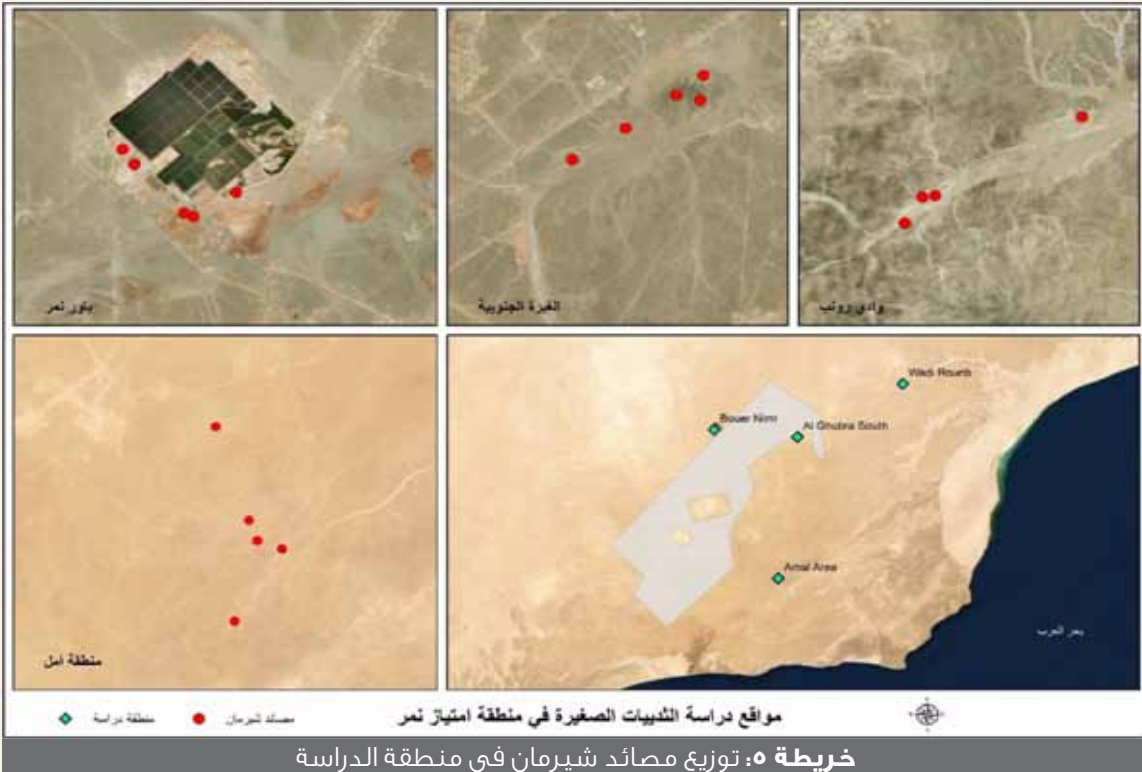 باور نمر
الغبرة الجنوبية
وادي رونب
منطقة امل
Wadi Rounb
Bouer Nimr
Al Ghubra South
Amal Area
بحر العرب
مواقع دراسة الثدييات الصغيرة في منطقة امتياز نمر
مصائد شيرمان
منطقة دراسة
خريطة ٥: توزيع مصائد شيرمان في منطقة الدراسة